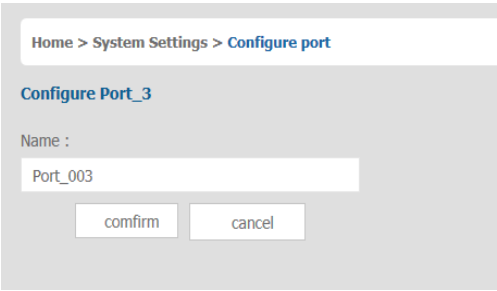 Home > System Settings > Configure port
Configure Port_3
Name :
Port_003
comfirm cancel